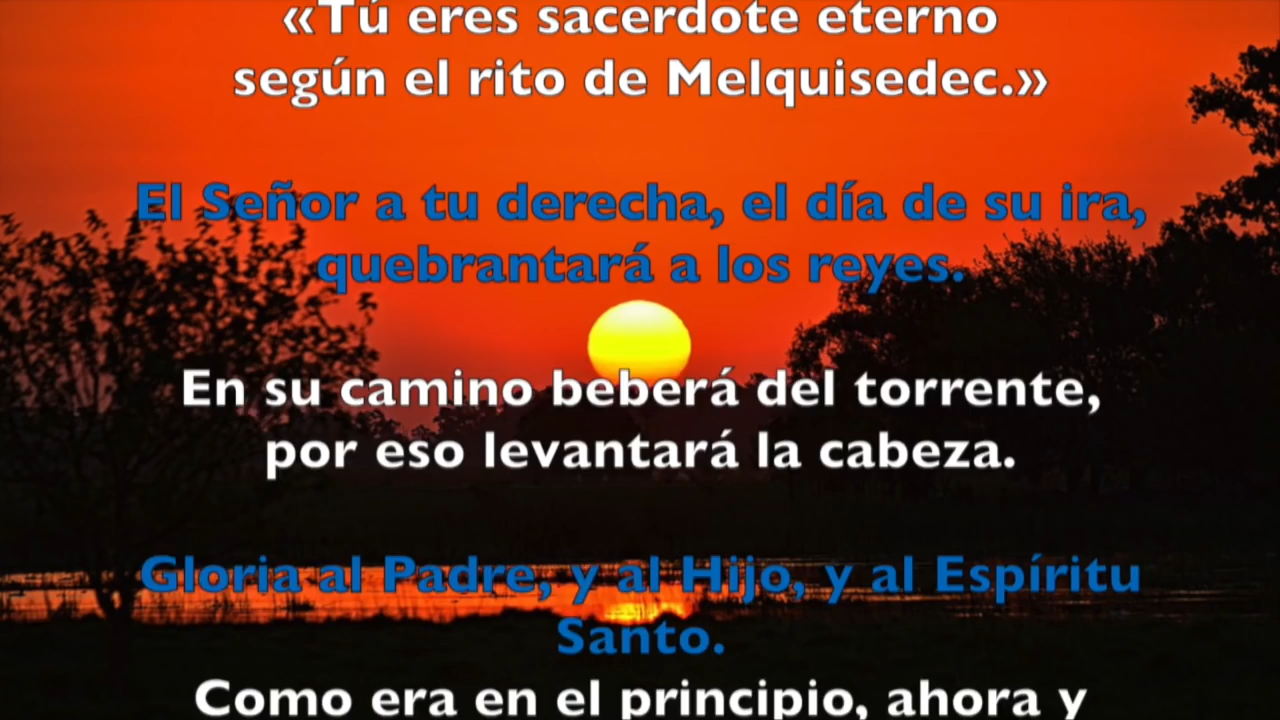 «Tú eres sacerdote eterno
según el rito de Melquisedec.»
El Señor a tu derecha, el día de su ira,
quebrantará a los reyes.
En su camino beberá del torrente,
por eso levantará la cabeza.
Gloria al Padre, y al Hijo, y al Espíritu
Santo.
Como era en el principio, ahora y